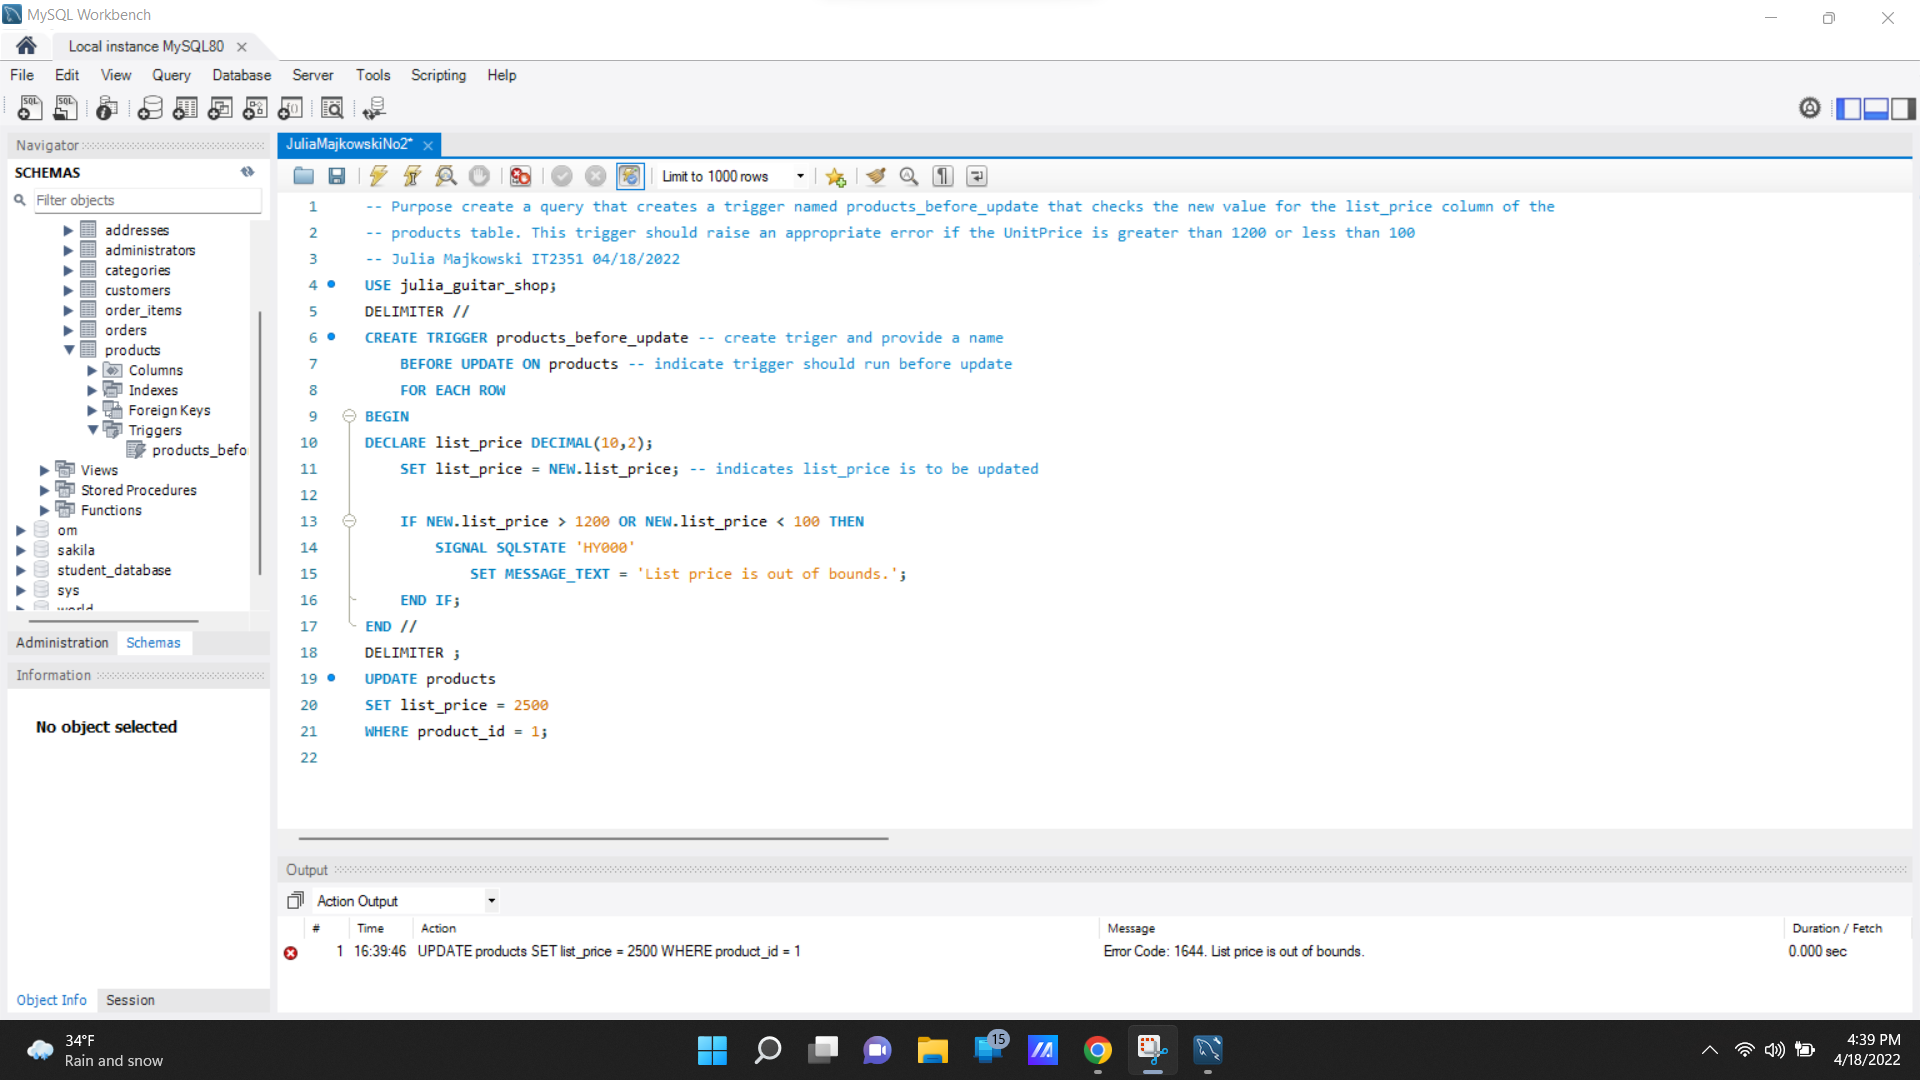 MySQL Workbench
Local instance MySQL80
File Edit View Query Database Server Tools Scripting Help
Navigator
SCHEMAS
Filter objects
addresses
administrators
categories
customers
order_items
orders
products
Columns
Indexes
Foreign Keys
Triggers
products_befo
Views
Stored Procedures
Functions
om
sakila
student_database
sys
world
Administration Schemas
Information
No object selected
Object Info Session
JuliaMajkowskiNo2*
Limit to 1000 rows
1 -- Purpose create a query that creates a trigger named products_before_update that checks the new value for the list_price column of the
2 -- products table. This trigger should raise an appropriate error if the UnitPrice is greater than 1200 or less than 100
3 -- Julia Majkowski IT2351 04/18/2022
4 USE julia_guitar_shop;
5 DELIMITER //
6 CREATE TRIGGER products_before_update -- create triger and provide a name
7 BEFORE UPDATE ON products -- indicate trigger should run before update
8 FOR EACH ROW
9 BEGIN
10 DECLARE list_price DECIMAL(10,2);
11 SET list_price = NEW.list_price; -- indicates list_price is to be updated
12
13 IF NEW.list_price > 1200 OR NEW.list_price < 100 THEN
14 SIGNAL SQLSTATE 'HY000'
15 SET MESSAGE_TEXT = 'List price is out of bounds.';
16 END IF;
17 END //
18 DELIMITER ;
19 UPDATE products
20 SET list_price = 2500
21 WHERE product_id = 1;
22
Output
Action Output
# Time Action Message Duration / Fetch
1 16:39:46 UPDATE products SET list_price = 2500 WHERE product_id = 1 Error Code: 1644. List price is out of bounds. 0.000 sec
34°F
Rain and snow
15
4:39 PM
4/18/2022